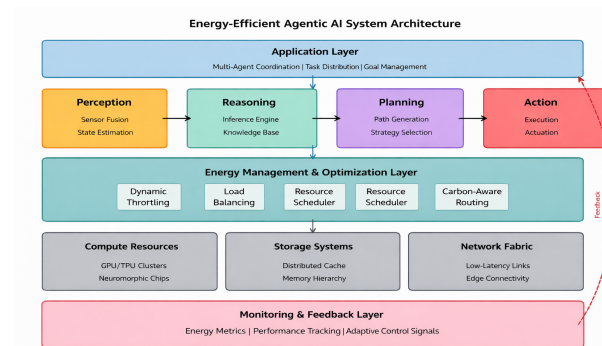 Energy-Efficient Agentic AI System Architecture
Application Layer
Multi-Agent Coordination | Task Distribution | Goal Management
Perception
Sensor Fusion
State Estimation
Reasoning
Inference Engine
Knowledge Base
Planning
Path Generation
Strategy Selection
Action
Execution
Actuation
Energy Management & Optimization Layer
Dynamic
Throttling
Load
Balancing
Resource
Scheduler
Resource
Scheduler
Carbon-Aware
Routing
Feedback
Compute Resources
GPU/TPU Clusters
Neuromorphic Chips
Storage Systems
Distributed Cache
Memory Hierarchy
Network Fabric
Low-Latency Links
Edge Connectivity
Monitoring & Feedback Layer
Energy Metrics | Performance Tracking | Adaptive Control Signals